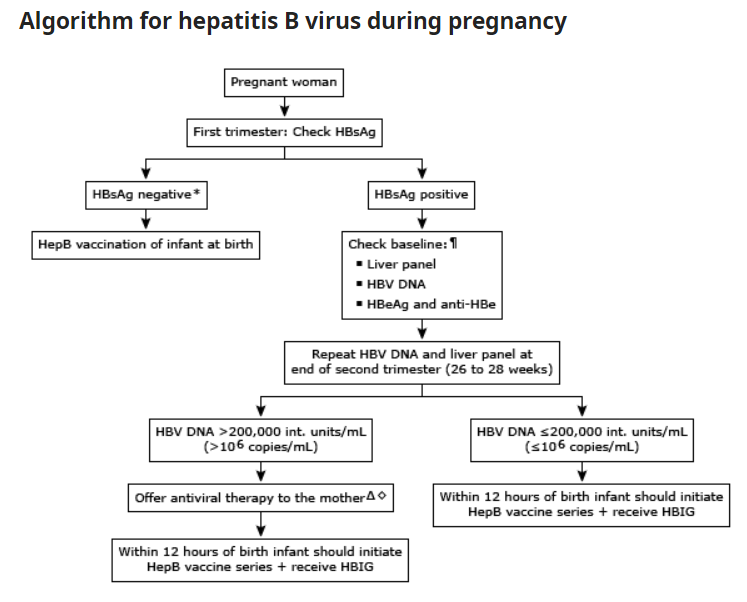 Algorithm for hepatitis B virus during pregnancy
Pregnant woman
First trimester: Check HBsAg
HBsAg negative*
HBsAg positive
HepB vaccination of infant at birth
Check baseline:¶
▪ Liver panel
▪ HBV DNA
▪ HBeAg and anti-HBe
Repeat HBV DNA and liver panel at
end of second trimester (26 to 28 weeks)
HBV DNA >200,000 int. units/mL
(>10⁶ copies/mL)
HBV DNA ≤200,000 int. units/mL
(≤10⁶ copies/mL)
Offer antiviral therapy to the motherΔ◇
Within 12 hours of birth infant should initiate
HepB vaccine series + receive HBIG
Within 12 hours of birth infant should initiate
HepB vaccine series + receive HBIG